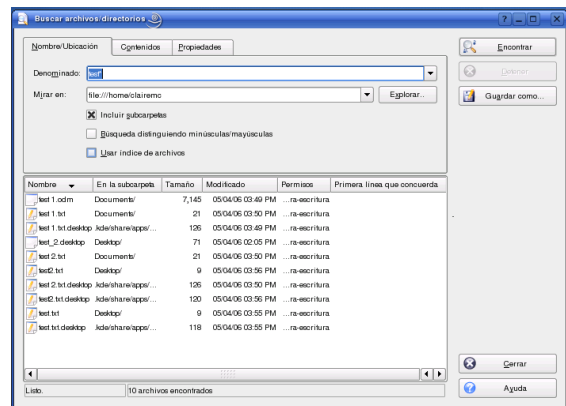 Buscar archivos/directorios
Nombre/Ubicación Contenidos Propiedades
Denominado: test*
Mirar en: file:///home/clairemc Explorar...
Incluir subcarpetas
Búsqueda distinguiendo minúsculas/mayúsculas
Usar índice de archivos
Encontrar
Detener
Guardar como...
Nombre En la subcarpeta Tamaño Modificado Permisos Primera línea que concuerda
test 1.odm Documents/ 7,145 05/04/06 03:49 PM ...ra-escritura
test 1.txt Documents/ 21 05/04/06 03:50 PM ...ra-escritura
test 1.txt.desktop .kde/share/apps/... 126 05/04/06 03:49 PM ...ra-escritura
test_2.desktop Desktop/ 71 05/04/06 02:05 PM ...ra-escritura
test 2.txt Documents/ 21 05/04/06 03:50 PM ...ra-escritura
test2.txt Desktop/ 9 05/04/06 03:56 PM ...ra-escritura
test 2.txt.desktop .kde/share/apps/... 126 05/04/06 03:50 PM ...ra-escritura
test2.txt.desktop .kde/share/apps/... 120 05/04/06 03:56 PM ...ra-escritura
test.txt Desktop/ 9 05/04/06 03:55 PM ...ra-escritura
test.txt.desktop .kde/share/apps/... 118 05/04/06 03:55 PM ...ra-escritura
Cerrar
Ayuda
Listo. 10 archivos encontrados